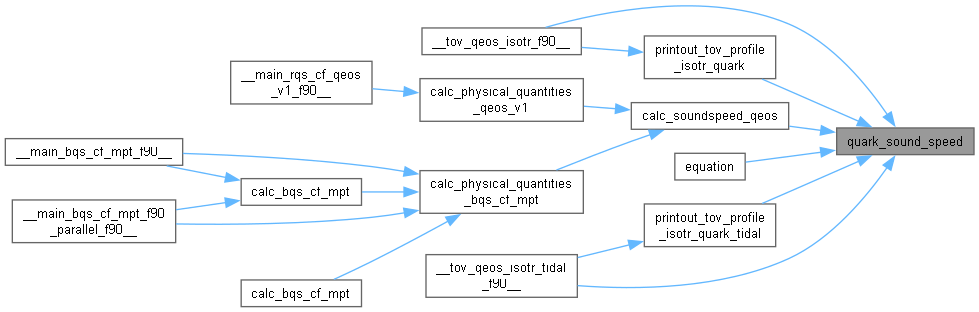 __tov_qeos_isotr_f90__
printout_tov_profile
_isotr_quark
__main_rqs_cf_qeos
_v1_f90__
calc_physical_quantities
_qeos_v1
calc_soundspeed_qeos
quark_sound_speed
__main_bqs_cf_mpt_f90__
equation
calc_bqs_cf_mpt
calc_physical_quantities
_bqs_cf_mpt
__main_bqs_cf_mpt_f90
_parallel_f90__
printout_tov_profile
_isotr_quark_tidal
__tov_qeos_isotr_tidal
_f90__
calc_bqs_cf_mpt